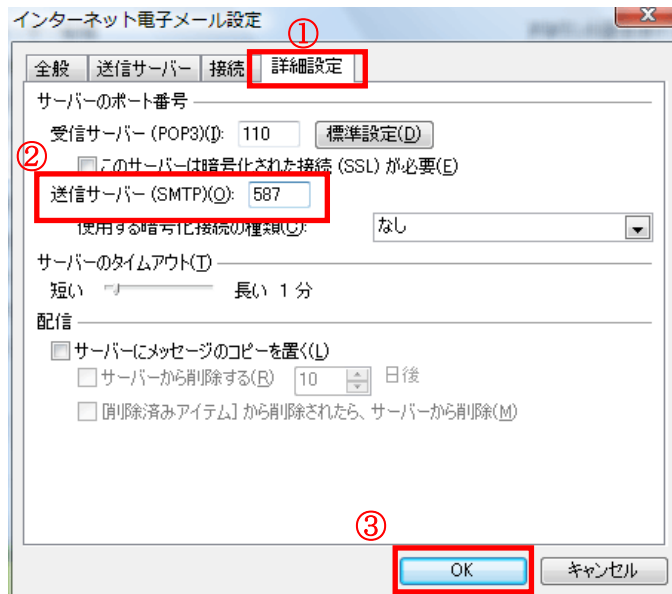 インターネット電子メール設定
①
全般 送信サーバー 接続 詳細設定
サーバーのポート番号
受信サーバー (POP3)(I): 110 標準設定(D)
②
このサーバーは暗号化された接続 (SSL) が必要(E)
送信サーバー (SMTP)(O): 587
使用する暗号化接続の種類(C): なし
サーバーのタイムアウト(T)
短い 長い 1 分
配信
サーバーにメッセージのコピーを置く(L)
サーバーから削除する(R) 10 日後
[削除済みアイテム] から削除されたら、サーバーから削除(M)
③
OK キャンセル